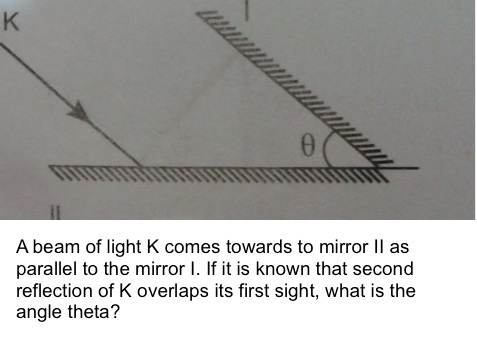 K
I
θ
II
A beam of light K comes towards to mirror II as
parallel to the mirror I. If it is known that second
reflection of K overlaps its first sight, what is the
angle theta?